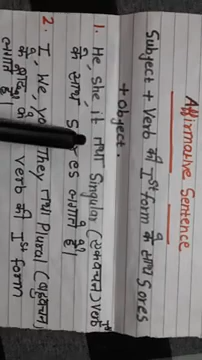 Affirmative Sentence
Subject + Verb की Ist form के साथ S or es
+ Object.
1. He, she, it तथा Singular (एकवचन) verb
की साथ S es लगाते हैं।
2. I, We, you, They तथा Plural (बहुवचन)
के साथ verb की Ist form
लगाते हैं।